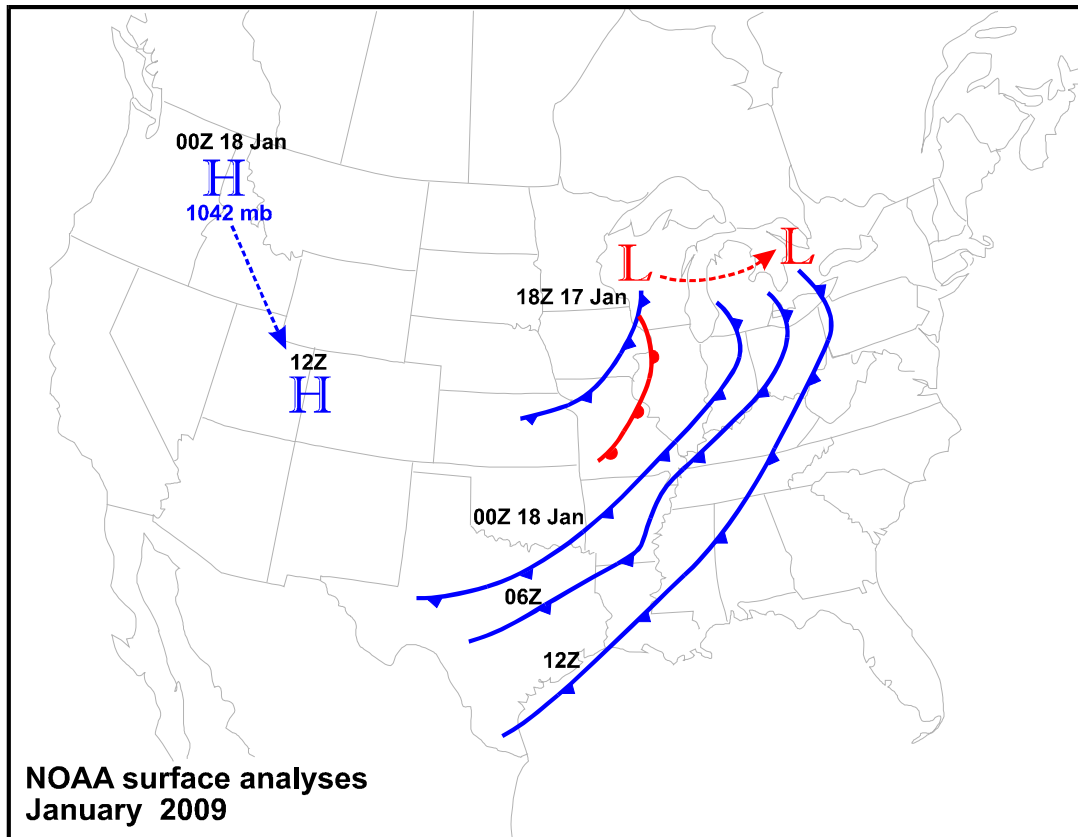 00Z 18 Jan
H
1042 mb
12Z
H
L
L
18Z 17 Jan
00Z 18 Jan
06Z
12Z
NOAA surface analyses
January 2009